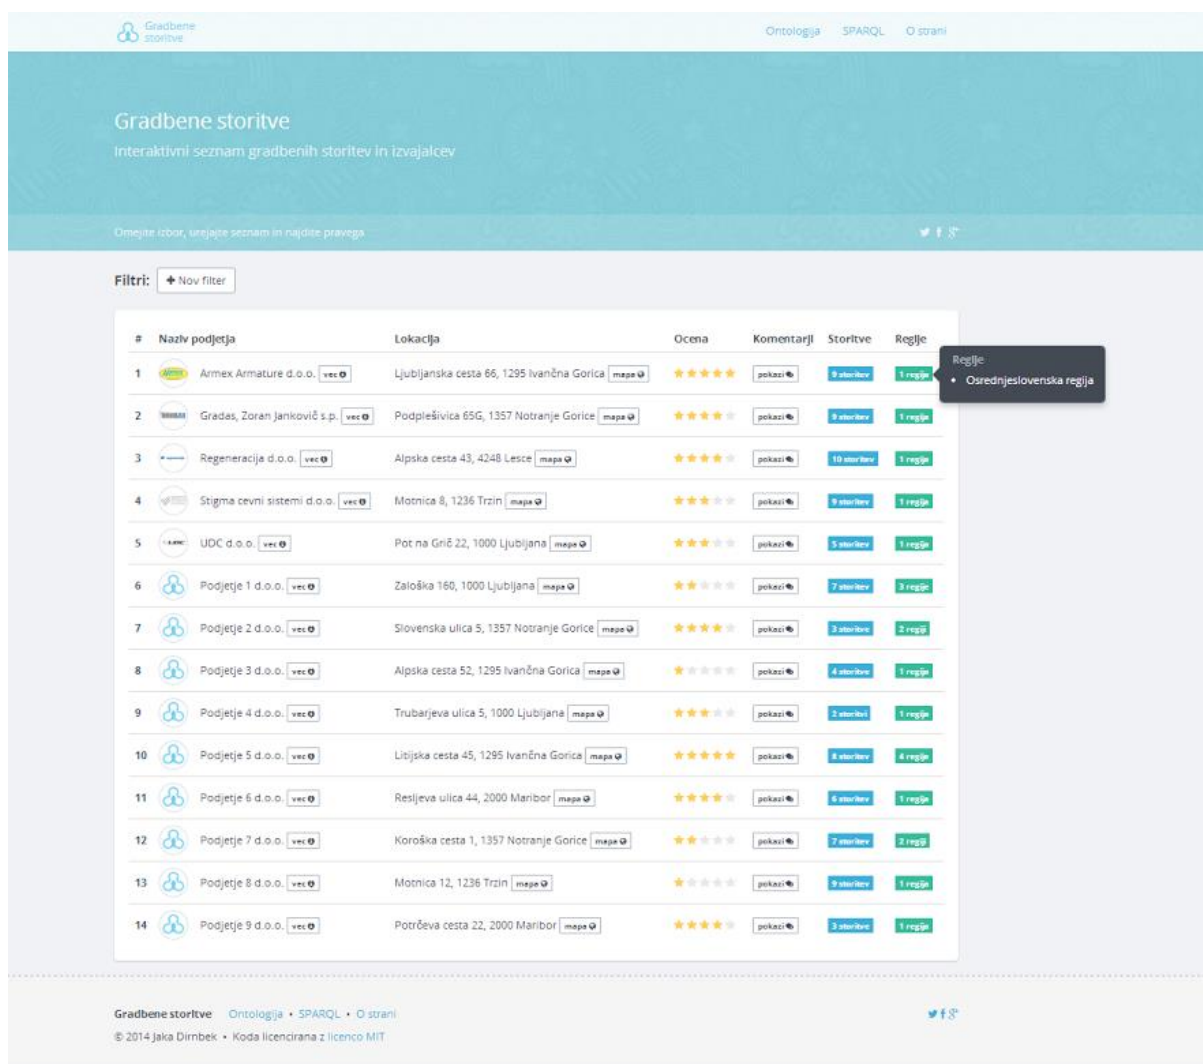 Gradbene
storitve
Ontologija SPARQL O strani
Gradbene storitve
Interaktivni seznam gradbenih storitev in izvajalcev
Omejite izbor, urejajte seznam in najdite pravega
Filtri: Nov filter
# Naziv podjetja Lokacija Ocena Komentarji Storitve Regije
1 Armex Armature d.o.o. vec Ljubljanska cesta 66, 1295 Ivančna Gorica mapa pokazi 9 storitev 1 regija
Regije
• Osrednjeslovenska regija
2 Gradas, Zoran Jankovič s.p. vec Podplešivica 65G, 1357 Notranje Gorice mapa pokazi 9 storitev 1 regija
3 Regeneracija d.o.o. vec Alpska cesta 43, 4248 Lesce mapa pokazi 10 storitev 1 regija
4 Stigma cevni sistemi d.o.o. vec Motnica 8, 1236 Trzin mapa pokazi 9 storitev 1 regija
5 UDC d.o.o. vec Pot na Grič 22, 1000 Ljubljana mapa pokazi 5 storitev 1 regija
6 Podjetje 1 d.o.o. vec Zaloška 160, 1000 Ljubljana mapa pokazi 7 storitev 3 regije
7 Podjetje 2 d.o.o. vec Slovenska ulica 5, 1357 Notranje Gorice mapa pokazi 3 storitve 2 regiji
8 Podjetje 3 d.o.o. vec Alpska cesta 52, 1295 Ivančna Gorica mapa pokazi 4 storitve 1 regija
9 Podjetje 4 d.o.o. vec Trubarjeva ulica 5, 1000 Ljubljana mapa pokazi 2 storitvi 1 regija
10 Podjetje 5 d.o.o. vec Litijska cesta 45, 1295 Ivančna Gorica mapa pokazi 8 storitev 4 regije
11 Podjetje 6 d.o.o. vec Resljeva ulica 44, 2000 Maribor mapa pokazi 6 storitev 1 regija
12 Podjetje 7 d.o.o. vec Koroška cesta 1, 1357 Notranje Gorice mapa pokazi 7 storitev 2 regiji
13 Podjetje 8 d.o.o. vec Motnica 12, 1236 Trzin mapa pokazi 9 storitev 1 regija
14 Podjetje 9 d.o.o. vec Potrčeva cesta 22, 2000 Maribor mapa pokazi 3 storitve 1 regija
Gradbene storitve Ontologija • SPARQL • O strani
© 2014 Jaka Dirnbek • Koda licencirana z licenco MIT